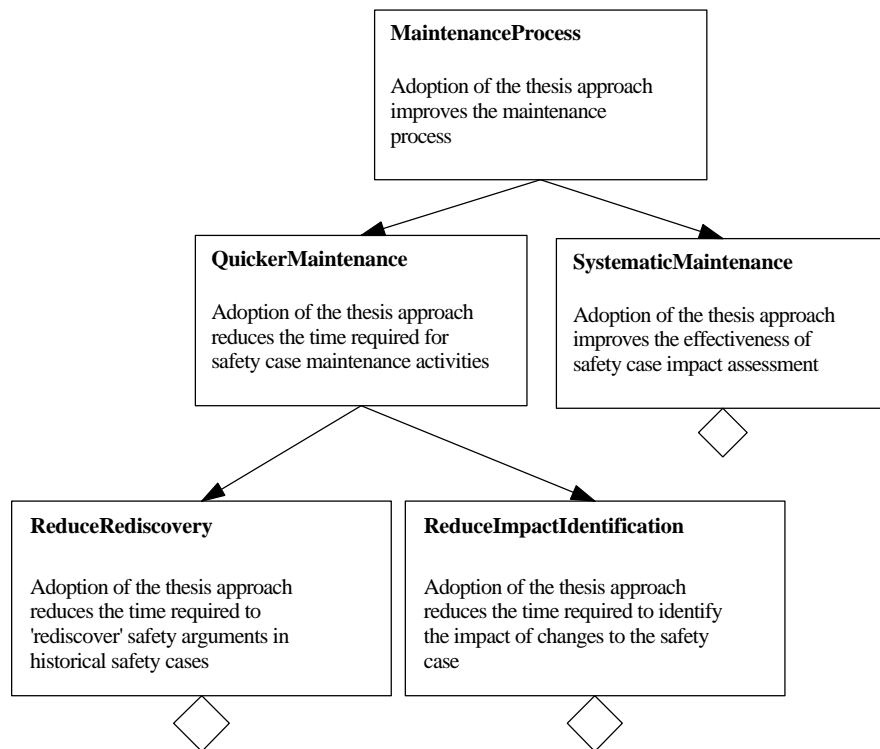 MaintenanceProcess
Adoption of the thesis approach
improves the maintenance
process
QuickerMaintenance
Adoption of the thesis approach
reduces the time required for
safety case maintenance activities
SystematicMaintenance
Adoption of the thesis approach
improves the effectiveness of
safety case impact assessment
ReduceRediscovery
Adoption of the thesis approach
reduces the time required to
'rediscover' safety arguments in
historical safety cases
ReduceImpactIdentification
Adoption of the thesis approach
reduces the time required to identify
the impact of changes to the safety
case